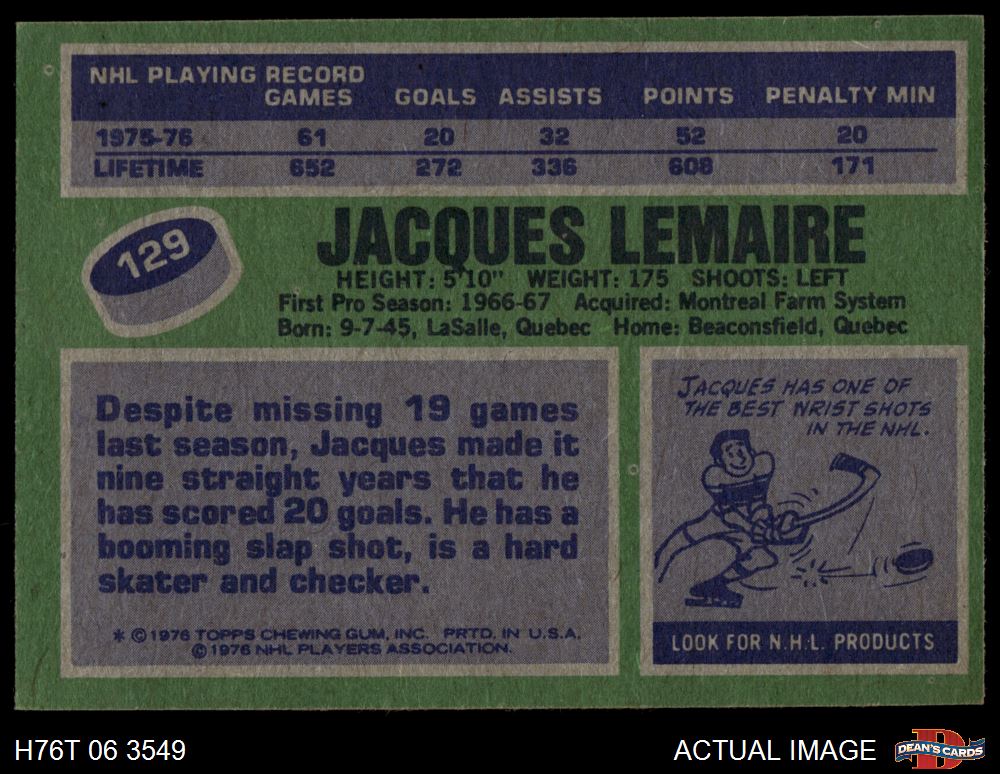 NHL PLAYING RECORD
GAMES GOALS ASSISTS POINTS PENALTY MIN
1975-76 61 20 32 52 20
LIFETIME 652 272 336 608 171
129
JACQUES LEMAIRE
HEIGHT: 5'10" WEIGHT: 175 SHOOTS: LEFT
First Pro Season: 1966-67 Acquired: Montreal Farm System
Born: 9-7-45, LaSalle, Quebec Home: Beaconsfield, Quebec
Despite missing 19 games
last season, Jacques made it
nine straight years that he
has scored 20 goals. He has a
booming slap shot, is a hard
skater and checker.
* © 1976 TOPPS CHEWING GUM, INC. PRTD. IN U.S.A.
© 1976 NHL PLAYERS ASSOCIATION.
JACQUES HAS ONE OF
THE BEST WRIST SHOTS
IN THE NHL.
LOOK FOR N.H.L. PRODUCTS
H76T 06 3549
ACTUAL IMAGE
D
DEAN'S CARDS